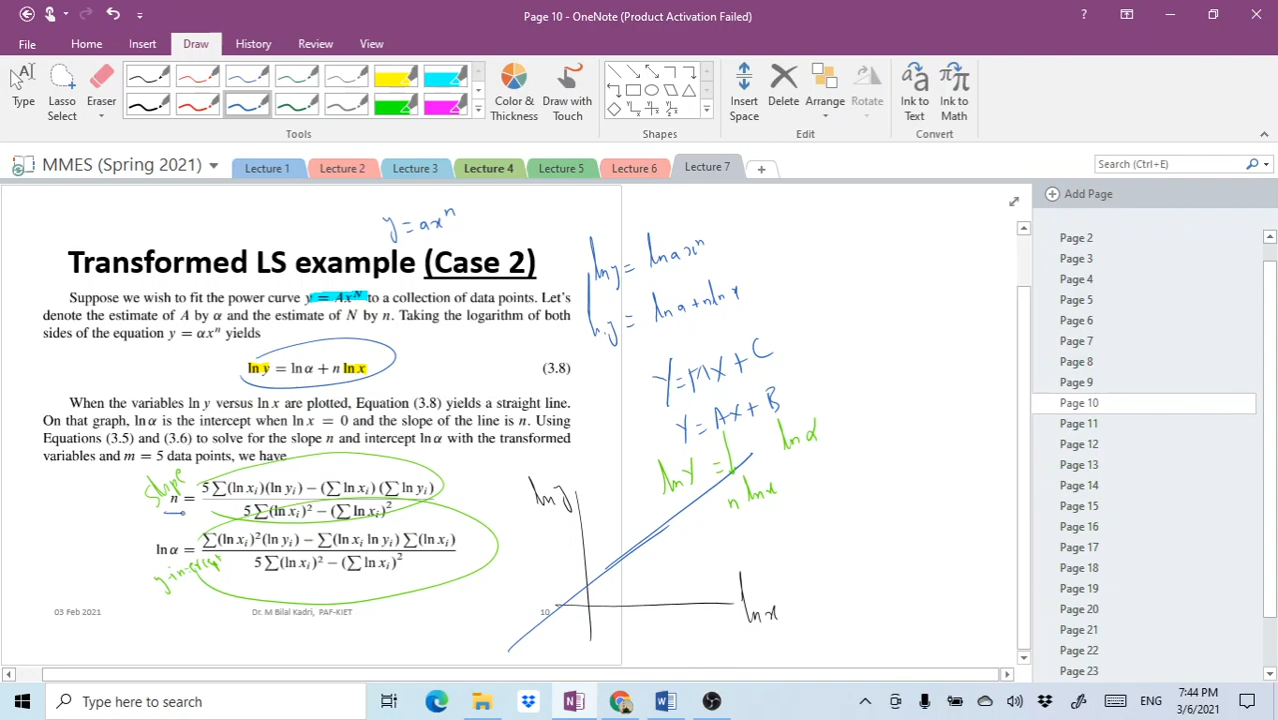 Page 10 - OneNote (Product Activation Failed)
?
File Home Insert Draw History Review View
Type Lasso Select Eraser
Color & Thickness Draw with Touch
Insert Space Delete Arrange Rotate Ink to Text Ink to Math
Tools Shapes Edit Convert
MMES (Spring 2021) Lecture 1 Lecture 2 Lecture 3 Lecture 4 Lecture 5 Lecture 6 Lecture 7
Search (Ctrl+E)
Add Page
Page 2
Page 3
Page 4
Page 5
Page 6
Page 7
Page 8
Page 9
Page 10
Page 11
Page 12
Page 13
Page 14
Page 15
Page 16
Page 17
Page 18
Page 19
Page 20
Page 21
Page 22
Page 23
y = axⁿ
Transformed LS example (Case 2)
Suppose we wish to fit the power curve y = Axᴺ to a collection of data points. Let's
denote the estimate of A by α and the estimate of N by n. Taking the logarithm of both
sides of the equation y = αxⁿ yields
ln y = ln α + n ln x (3.8)
When the variables ln y versus ln x are plotted, Equation (3.8) yields a straight line.
On that graph, ln α is the intercept when ln x = 0 and the slope of the line is n. Using
Equations (3.5) and (3.6) to solve for the slope n and intercept ln α with the transformed
variables and m = 5 data points, we have
slope
n = (5 ∑(ln xᵢ)(ln yᵢ) − (∑ ln xᵢ) (∑ ln yᵢ)) / (5 ∑(ln xᵢ)² − (∑ ln xᵢ)²)
ln α = (∑(ln xᵢ)²(ln yᵢ) − ∑(ln xᵢ ln yᵢ) ∑(ln xᵢ)) / (5 ∑(ln xᵢ)² − (∑ ln xᵢ)²)
y-intercept
03 Feb 2021 Dr. M Bilal Kadri, PAF-KIET 10
ln y = ln axⁿ
ln y = ln a + n ln x
Y = MX + C
Y = AX + B
ln Y =
ln α
n ln x
ln y
ln x
Type here to search
ENG
7:44 PM
3/6/2021